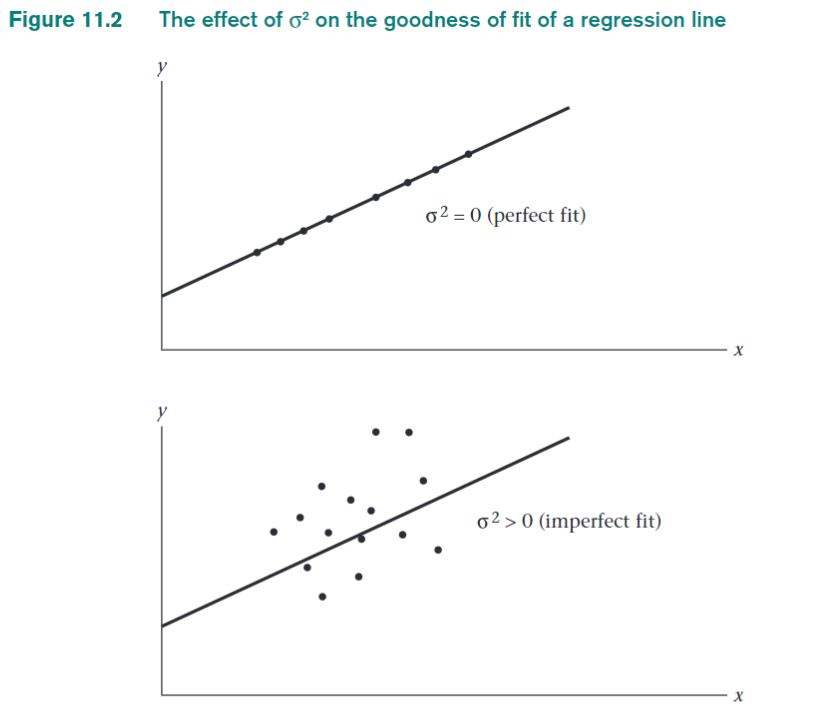 Figure 11.2 The effect of σ² on the goodness of fit of a regression line
y
σ² = 0 (perfect fit)
x
y
σ² > 0 (imperfect fit)
x